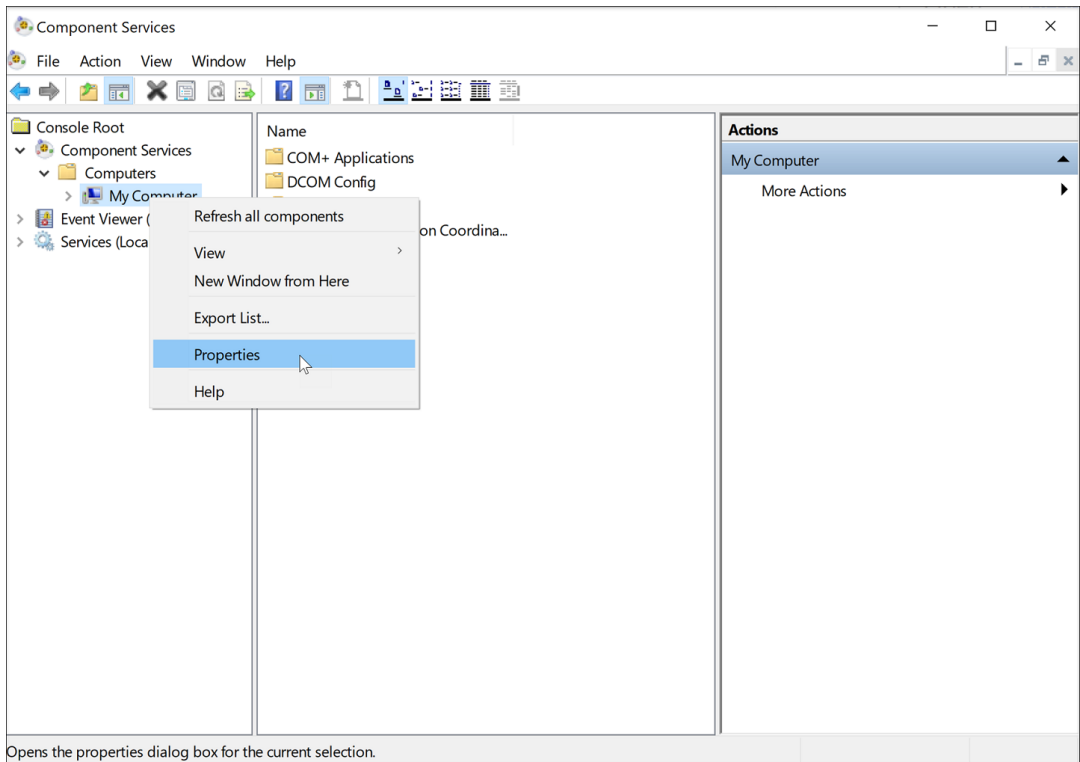 Component Services
File Action View Window Help
Console Root
Component Services
Computers
My Computer
Event Viewer (
Services (Loca
Name
COM+ Applications
DCOM Config
on Coordina...
Refresh all components
View
New Window from Here
Export List...
Properties
Help
Actions
My Computer
More Actions
Opens the properties dialog box for the current selection.